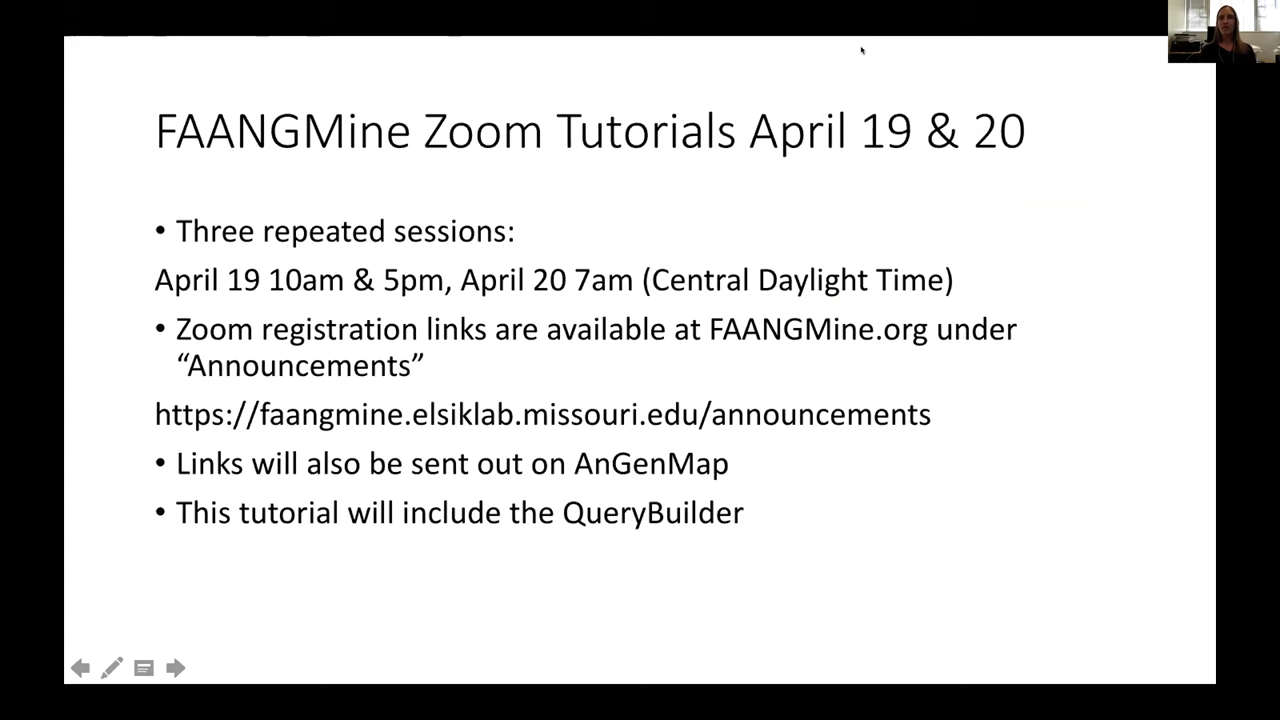 FAANGMine Zoom Tutorials April 19 & 20
• Three repeated sessions:
April 19 10am & 5pm, April 20 7am (Central Daylight Time)
• Zoom registration links are available at FAANGMine.org under
“Announcements”
https://faangmine.elsiklab.missouri.edu/announcements
• Links will also be sent out on AnGenMap
• This tutorial will include the QueryBuilder